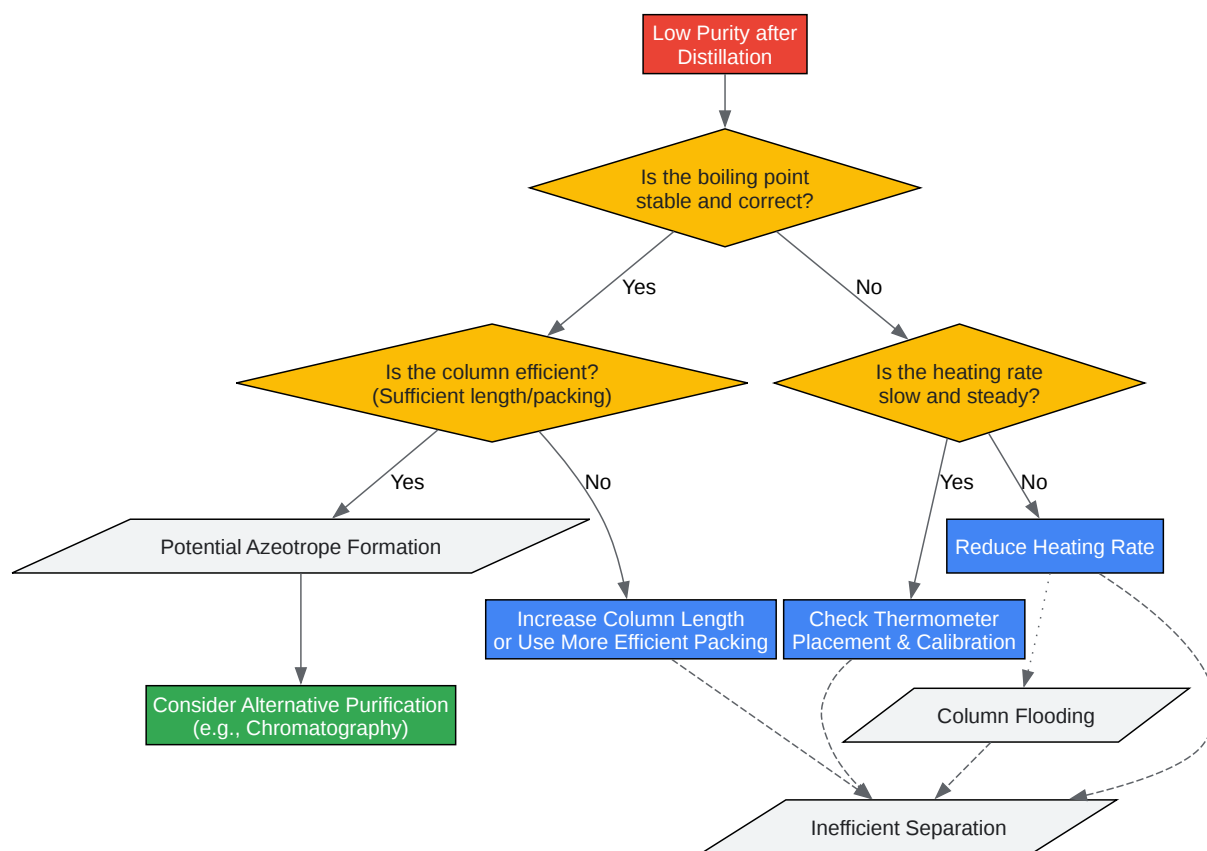 Low Purity after
Distillation
Is the boiling point
stable and correct?
Yes
No
Is the column efficient?
(Sufficient length/packing)
Is the heating rate
slow and steady?
Yes
No
Yes
No
Potential Azeotrope Formation
Reduce Heating Rate
Increase Column Length
or Use More Efficient Packing
Check Thermometer
Placement & Calibration
Consider Alternative Purification
(e.g., Chromatography)
Column Flooding
Inefficient Separation